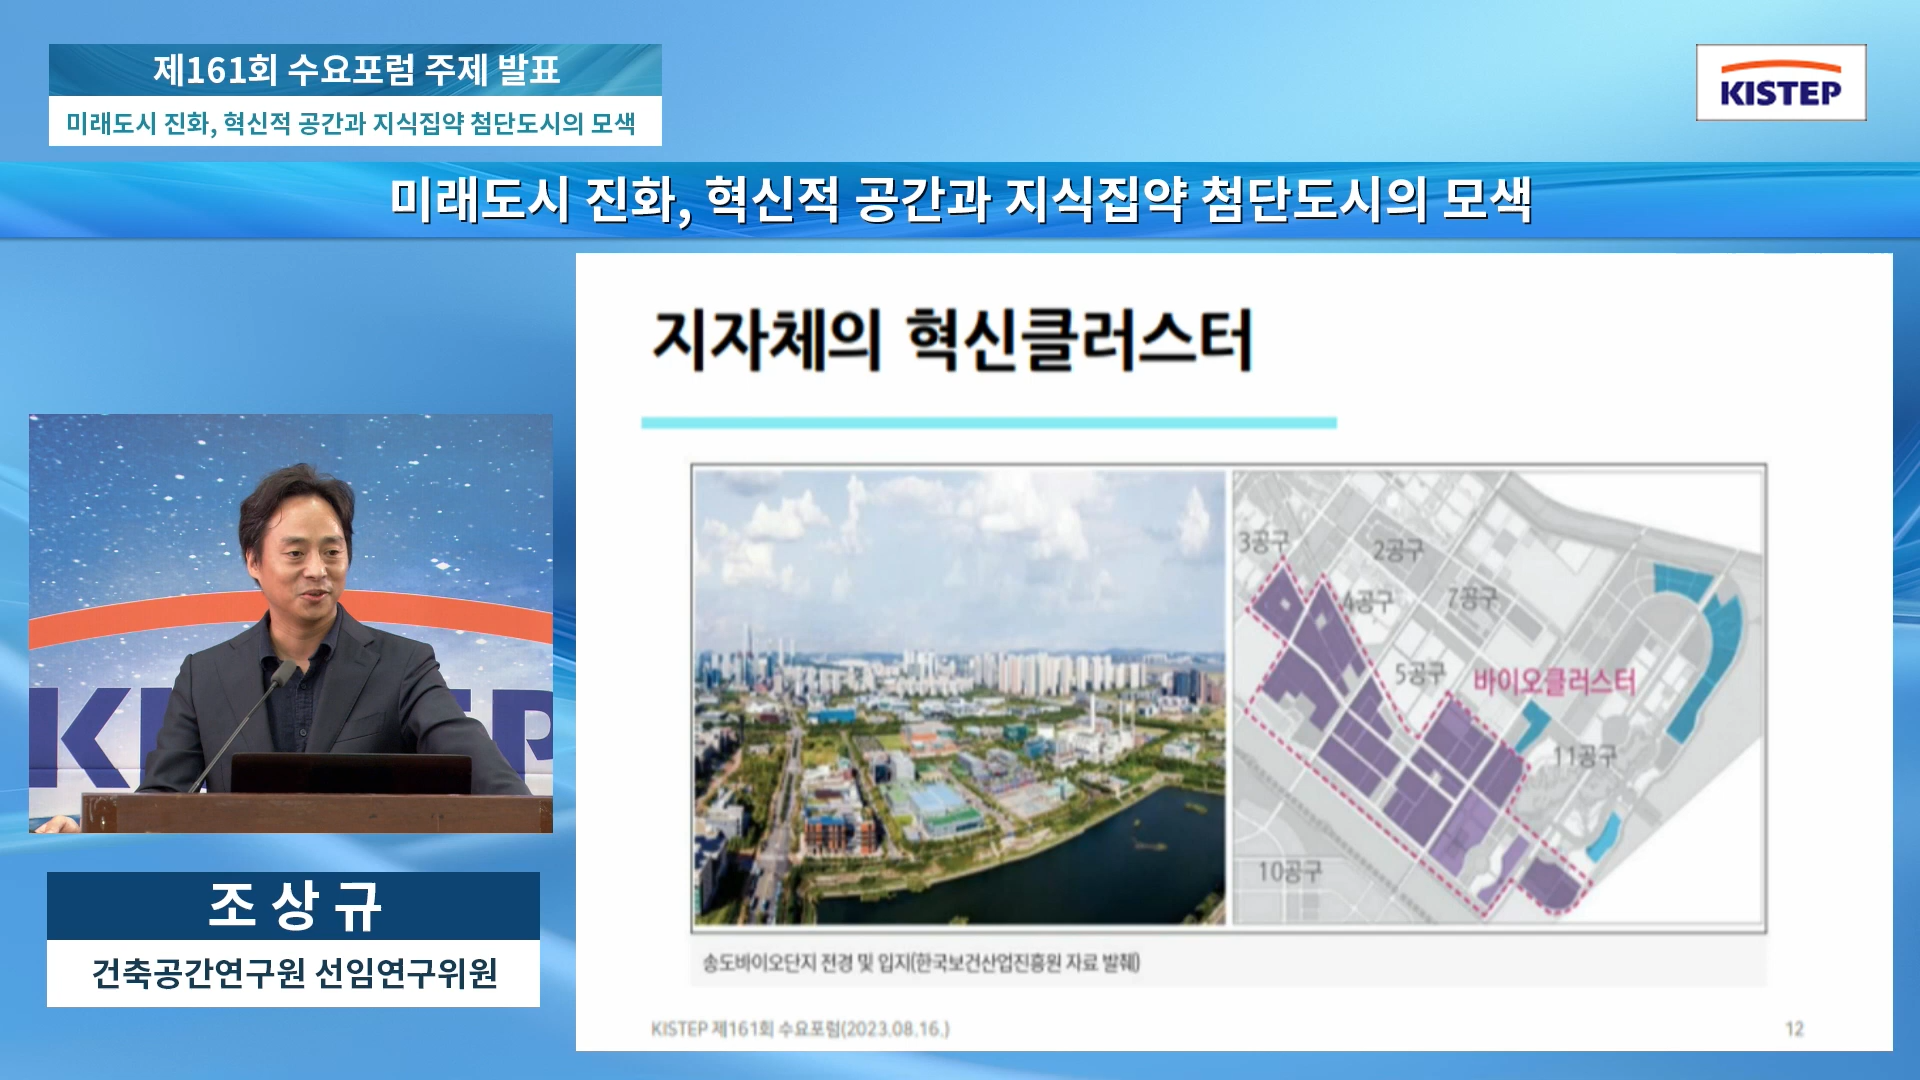 제161회 수요포럼 주제 발표
미래도시 진화, 혁신적 공간과 지식집약 첨단도시의 모색
KISTEP
미래도시 진화, 혁신적 공간과 지식집약 첨단도시의 모색
지자체의 혁신클러스터
3공구
2공구
4공구
7공구
5공구
바이오클러스터
11공구
10공구
송도바이오단지 전경 및 입지(한국보건산업진흥원 자료 발췌)
KISTEP 제161회 수요포럼(2023.08.16.)
12
조상규
건축공간연구원 선임연구위원